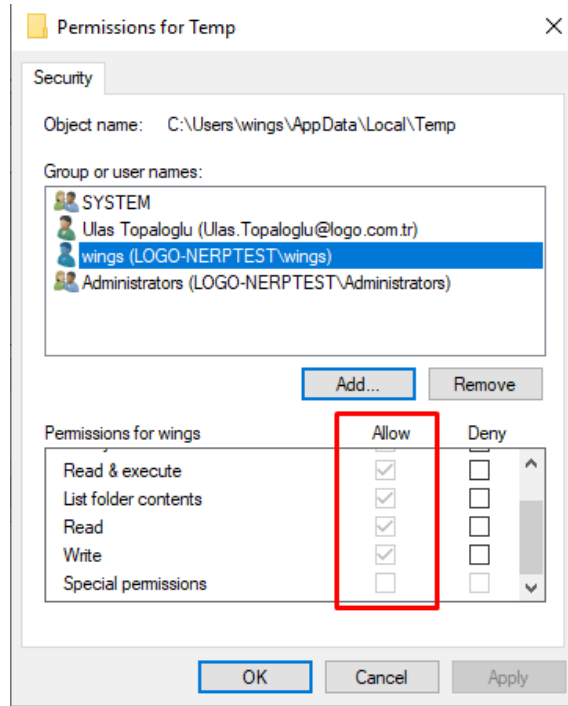 Permissions for Temp
Security
Object name: C:\Users\wings\AppData\Local\Temp
Group or user names:
SYSTEM
Ulas Topaloglu (Ulas.Topaloglu@logo.com.tr)
wings (LOGO-NERPTEST\wings)
Administrators (LOGO-NERPTEST\Administrators)
Add... Remove
Permissions for wings Allow Deny
Read & execute
List folder contents
Read
Write
Special permissions
OK Cancel Apply